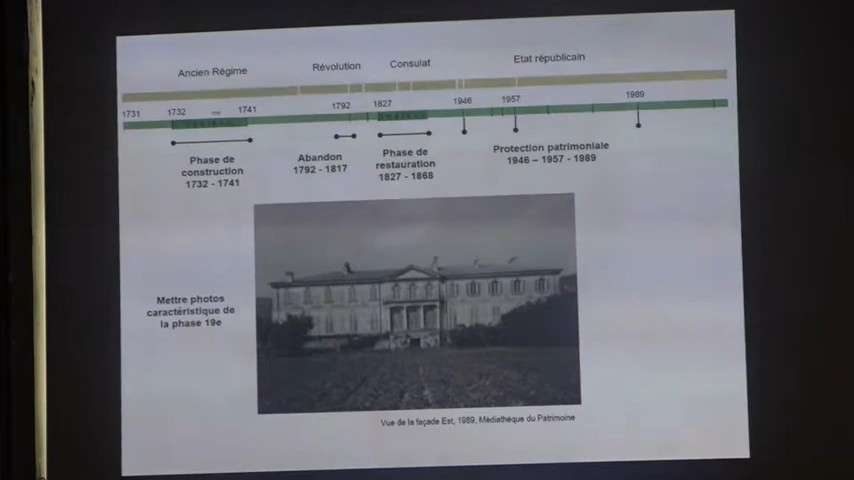 Ancien Régime
Révolution
Consulat
Etat républicain
1731
1732
1741
1792
1827
1946
1957
1989
Phase de
construction
1732 - 1741
Abandon
1792 - 1817
Phase de
restauration
1827 - 1868
Protection patrimoniale
1946 – 1957 - 1989
Mettre photos
caractéristique de
la phase 19e
Vue de la façade Est, 1989, Médiathèque du Patrimoine